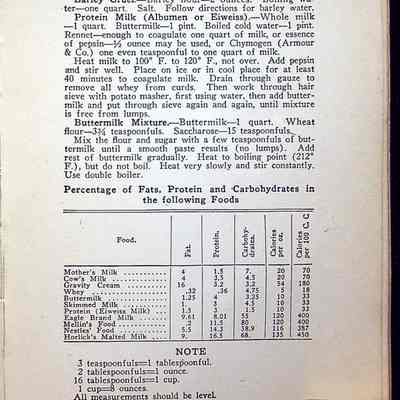 ter—one quart. Salt. Follow directions for barley water.
Protein Milk (Albumen or Eiweiss).—Whole milk
—1 quart. Buttermilk—1 pint. Boiled cold water—1 pint.
Rennet—enough to coagulate one quart of milk, or essence
of pepsin—½ ounce may be used, or Chymogen (Armour
& Co.) one even teaspoonful to one quart of milk.
Heat milk to 100° F. to 120° F., not over. Add pepsin
and stir well. Place on ice or in cool place for at least
40 minutes to coagulate milk. Drain through gauze to
remove all whey from curds. Then work through hair
sieve with potato masher, first using water, then add butter-
milk and put through sieve again and again, until mixture
is free from lumps.
Buttermilk Mixture.—Buttermilk—1 quart. Wheat
flour—3¾ teaspoonfuls. Saccharose—15 teaspoonfuls.
Mix the flour and sugar with a few teaspoonfuls of but-
termilk until a smooth paste results (no lumps). Add
rest of buttermilk gradually. Heat to boiling point (212°
F.), but do not boil. Heat very slowly and stir constantly.
Use double boiler.
Percentage of Fats, Protein and Carbohydrates in
the following Foods
Food. Fat. Protein. Carbohy-drates. Calories per oz. Calories per 100 C. C.
Mother's Milk 4 1.5 7. 20 70
Cow's Milk 4 3.5 4.5 20 70
Gravity Cream 16 3.2 3.2 54 180
Whey .32 .36 4.75 5 18
Buttermilk 1.25 4 3.25 10 33
Skimmed Milk 1. 3 4.5 10 33
Protein (Eiweiss Milk) 1.5 3 1.5 10 33
Eagle Brand Milk 9.61 8.01 55 120 400
Mellin's Food .2 11.5 80 120 400
Nestles' Food 5.5 14.3 38.9 116 387
Horlick's Malted Milk 9. 16.5 68. 135 450
NOTE
3 teaspoonfuls=1 tablespoonful.
2 tablespoonfuls=1 ounce.
16 tablespoonfuls=1 cup.
1 cup=8 ounces.
All measurements should be level.